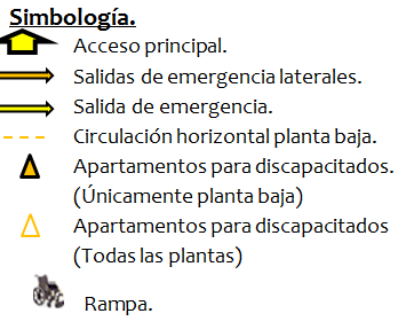 Simbología.
Acceso principal.
Salidas de emergencia laterales.
Salida de emergencia.
Circulación horizontal planta baja.
Apartamentos para discapacitados.
(Únicamente planta baja)
Apartamentos para discapacitados
(Todas las plantas)
Rampa.